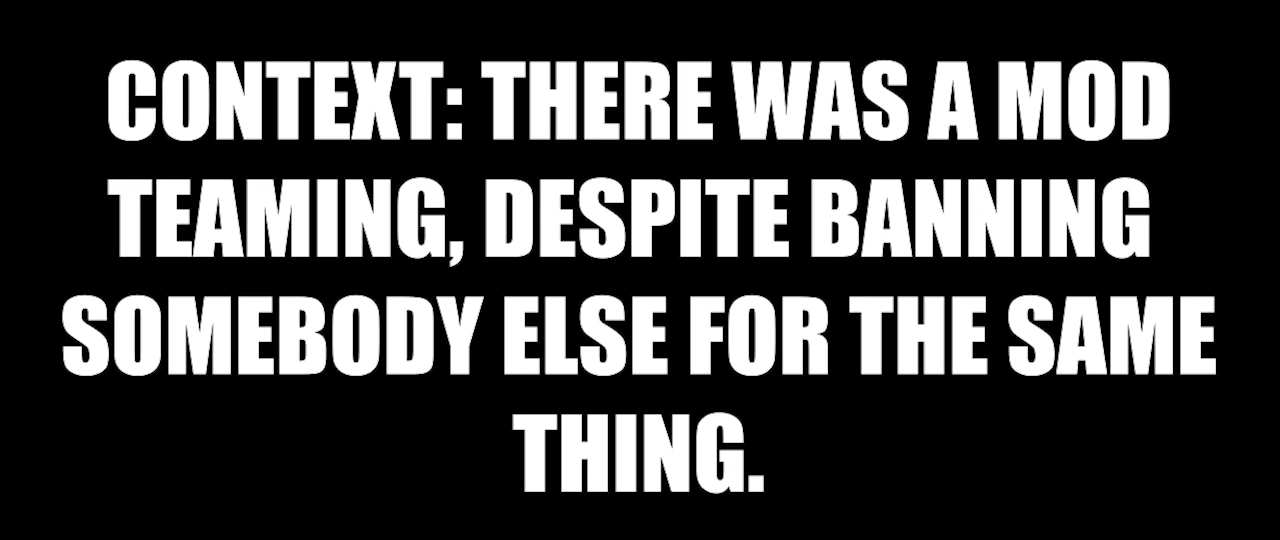 CONTEXT: THERE WAS A MOD
TEAMING, DESPITE BANNING
SOMEBODY ELSE FOR THE SAME
THING.